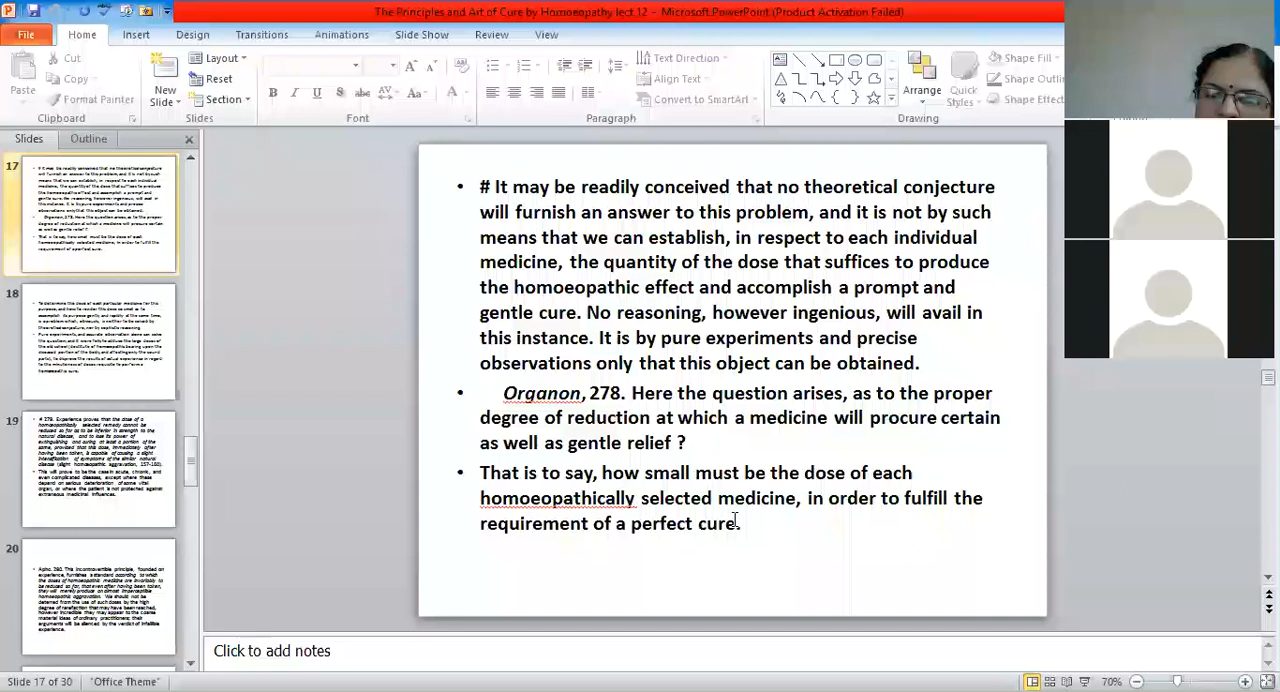 The Principles and Art of Cure by Homoeopathy lect 12 - Microsoft PowerPoint (Product Activation Failed)
File Home Insert Design Transitions Animations Slide Show Review View
Paste
Cut
Copy
Format Painter
Clipboard
New Slide
Layout
Reset
Section
Slides
Font
Text Direction
Align Text
Convert to SmartArt
Paragraph
Arrange
Quick Styles
Shape Fill
Shape Outli
Shape Effect
Drawing
Slides Outline
17
18
19
20
• # it may be readily conceived that no theoretical conjecture
will furnish an answer to this problem, and it is not by such
means that we can establish, in respect to each individual
medicine, the quantity of the dose that suffices to produce
the homoeopathic effect and accomplish a prompt and
gentle cure. No reasoning, however ingenious, will avail in
this instance. It is by pure experiments and precise
observations only that this object can be obtained.
• Organon, 278. Here the question arises, as to the proper
degree of reduction at which a medicine will procure certain
as well as gentle relief ?
• That is to say, how small must be the dose of each
homoeopathically selected medicine, in order to fulfill the
requirement of a perfect cure.
Click to add notes
Slide 17 of 30 "Office Theme" 70%